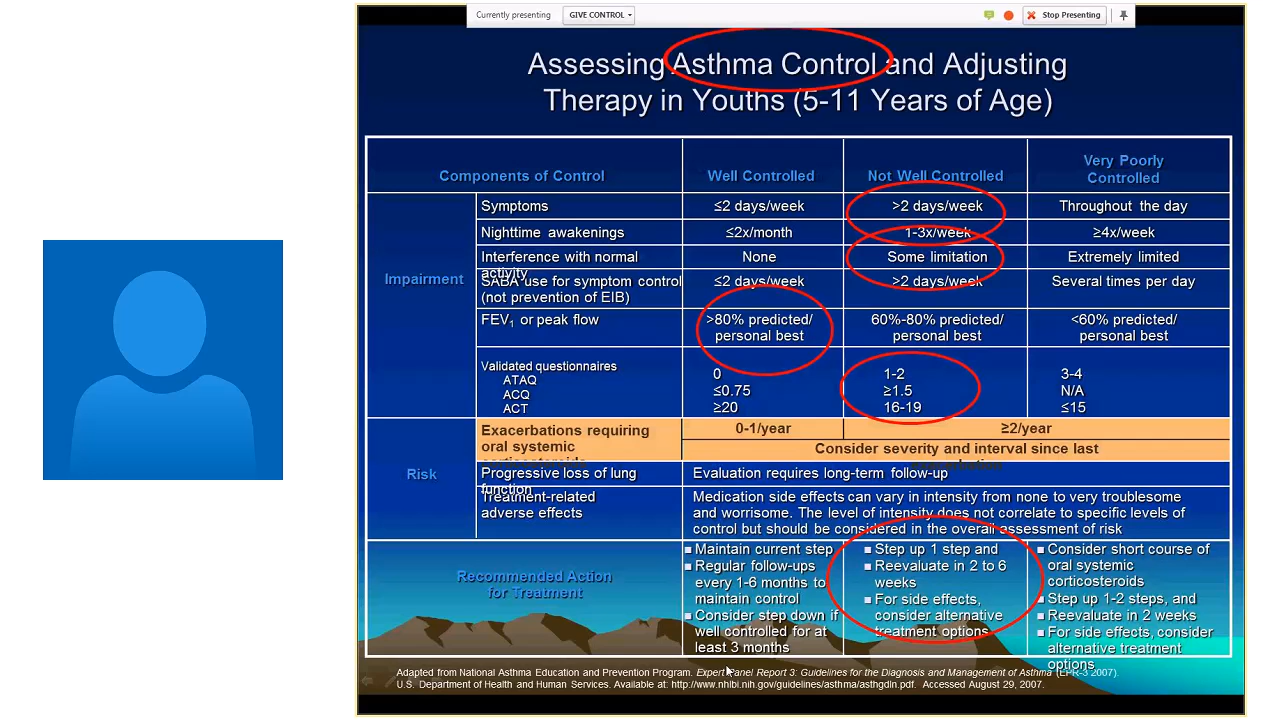 Currently presenting
GIVE CONTROL
Stop Presenting
Assessing Asthma Control and Adjusting
Therapy in Youths (5-11 Years of Age)
Components of Control
Well Controlled
Not Well Controlled
Very Poorly
Controlled
Impairment
Symptoms
≤2 days/week
>2 days/week
Throughout the day
Nighttime awakenings
≤2x/month
1-3x/week
≥4x/week
Interference with normal
activity
None
Some limitation
Extremely limited
SABA use for symptom control
(not prevention of EIB)
≤2 days/week
>2 days/week
Several times per day
FEV1 or peak flow
>80% predicted/
personal best
60%-80% predicted/
personal best
<60% predicted/
personal best
Validated questionnaires
ATAQ
ACQ
ACT
0
≤0.75
≥20
1-2
≥1.5
16-19
3-4
N/A
≤15
Risk
Exacerbations requiring
oral systemic
0-1/year
≥2/year
Consider severity and interval since last
Progressive loss of lung
function
Evaluation requires long-term follow-up
Treatment-related
adverse effects
Medication side effects can vary in intensity from none to very troublesome
and worrisome. The level of intensity does not correlate to specific levels of
control but should be considered in the overall assessment of risk
Recommended Action
for Treatment
■ Maintain current step
■ Regular follow-ups
every 1-6 months to
maintain control
■ Consider step down if
well controlled for at
least 3 months
■ Step up 1 step and
■ Reevaluate in 2 to 6
weeks
■ For side effects,
consider alternative
treatment options
■ Consider short course of
oral systemic
corticosteroids
■ Step up 1-2 steps, and
■ Reevaluate in 2 weeks
■ For side effects, consider
alternative treatment
options
Adapted from National Asthma Education and Prevention Program. Expert Panel Report 3: Guidelines for the Diagnosis and Management of Asthma (EPR-3 2007).
U.S. Department of Health and Human Services. Available at: http://www.nhlbi.nih.gov/guidelines/asthma/asthgdln.pdf. Accessed August 29, 2007.